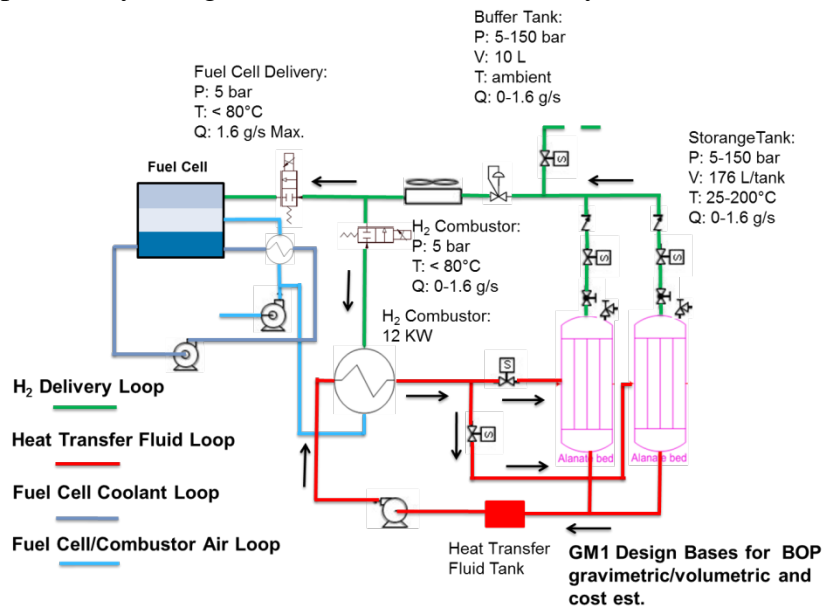 Buffer Tank:
P: 5-150 bar
V: 10 L
T: ambient
Q: 0-1.6 g/s
Fuel Cell Delivery:
P: 5 bar
T: < 80°C
Q: 1.6 g/s Max.
StorangeTank:
P: 5-150 bar
V: 176 L/tank
T: 25-200°C
Q: 0-1.6 g/s
Fuel Cell
S
H₂ Combustor:
P: 5 bar
T: < 80°C
Q: 0-1.6 g/s
S
S
H₂ Combustor:
12 KW
S
S
H₂ Delivery Loop
Heat Transfer Fluid Loop
Fuel Cell Coolant Loop
Fuel Cell/Combustor Air Loop
Alanate bed
Alanate bed
Heat Transfer
Fluid Tank
GM1 Design Bases for BOP
gravimetric/volumetric and
cost est.